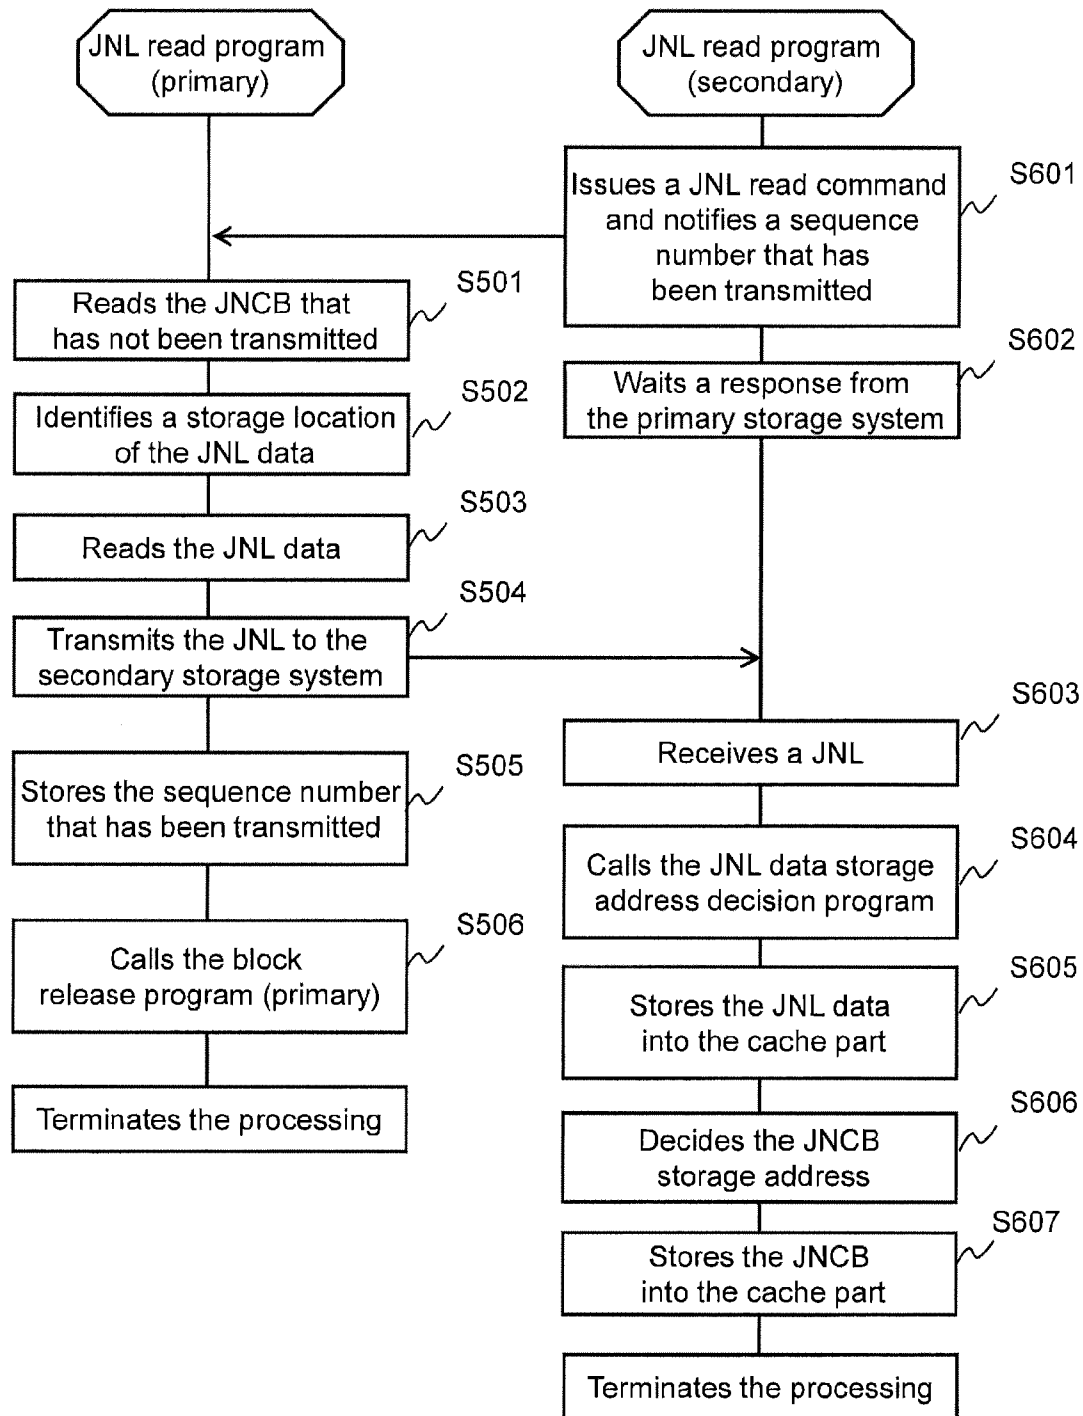 JNL read program
(primary)
JNL read program
(secondary)
Issues a JNL read command
and notifies a sequence
number that has
been transmitted
S601
Reads the JNCB that
has not been transmitted
S501
Waits a response from
the primary storage system
S602
Identifies a storage location
of the JNL data
S502
Reads the JNL data
S503
Transmits the JNL to the
secondary storage system
S504
Receives a JNL
S603
Stores the sequence number
that has been transmitted
S505
Calls the JNL data storage
address decision program
S604
Calls the block
release program (primary)
S506
Stores the JNL data
into the cache part
S605
Terminates the processing
Decides the JNCB
storage address
S606
Stores the JNCB
into the cache part
S607
Terminates the processing